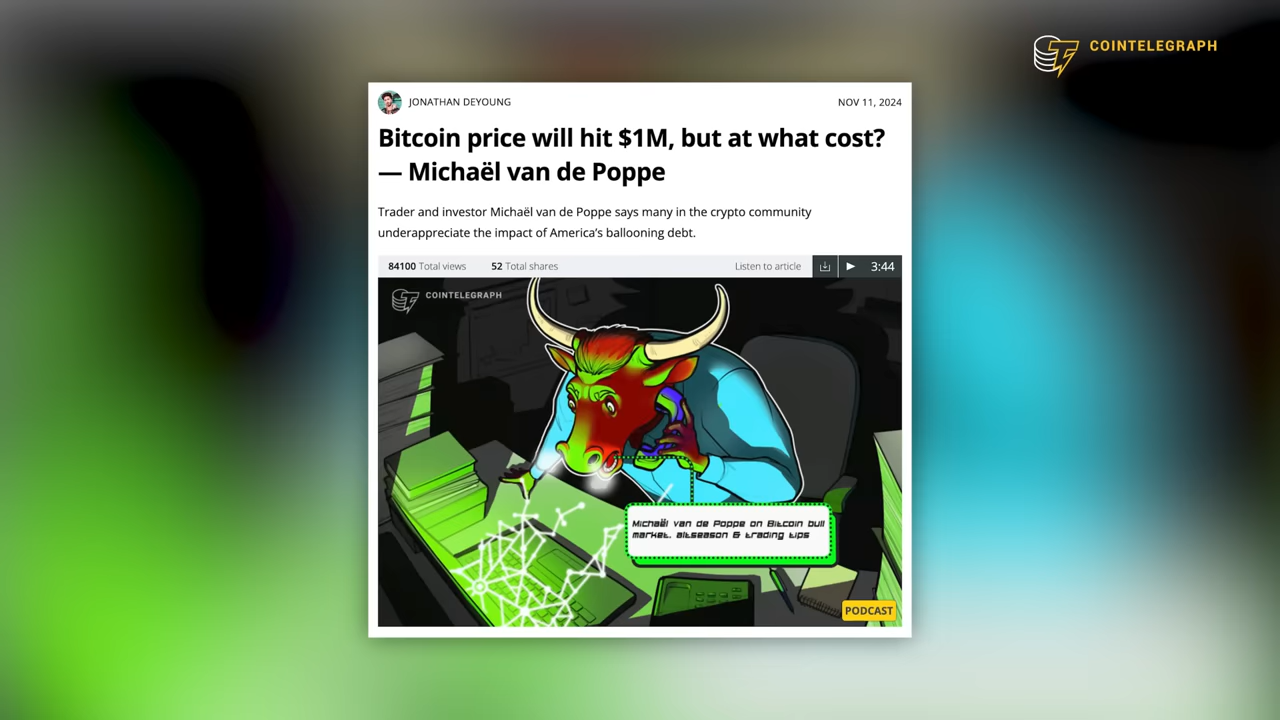 COINTELEGRAPH
JONATHAN DEYOUNG
NOV 11, 2024
Bitcoin price will hit $1M, but at what cost?
— Michaël van de Poppe
Trader and investor Michaël van de Poppe says many in the crypto community
underappreciate the impact of America’s ballooning debt.
84100 Total views
52 Total shares
Listen to article
3:44
COINTELEGRAPH
Michaël van de Poppe on Bitcoin bull
market, altseason & trading tips
PODCAST